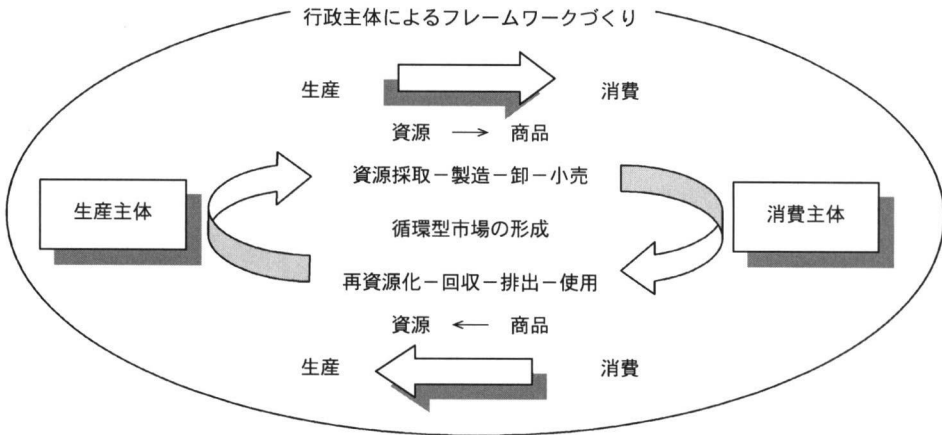 行政主体によるフレームワークづくり
生産
消費
資源 → 商品
資源採取－製造－卸－小売
生産主体
消費主体
循環型市場の形成
再資源化－回収－排出－使用
資源 ← 商品
生産
消費